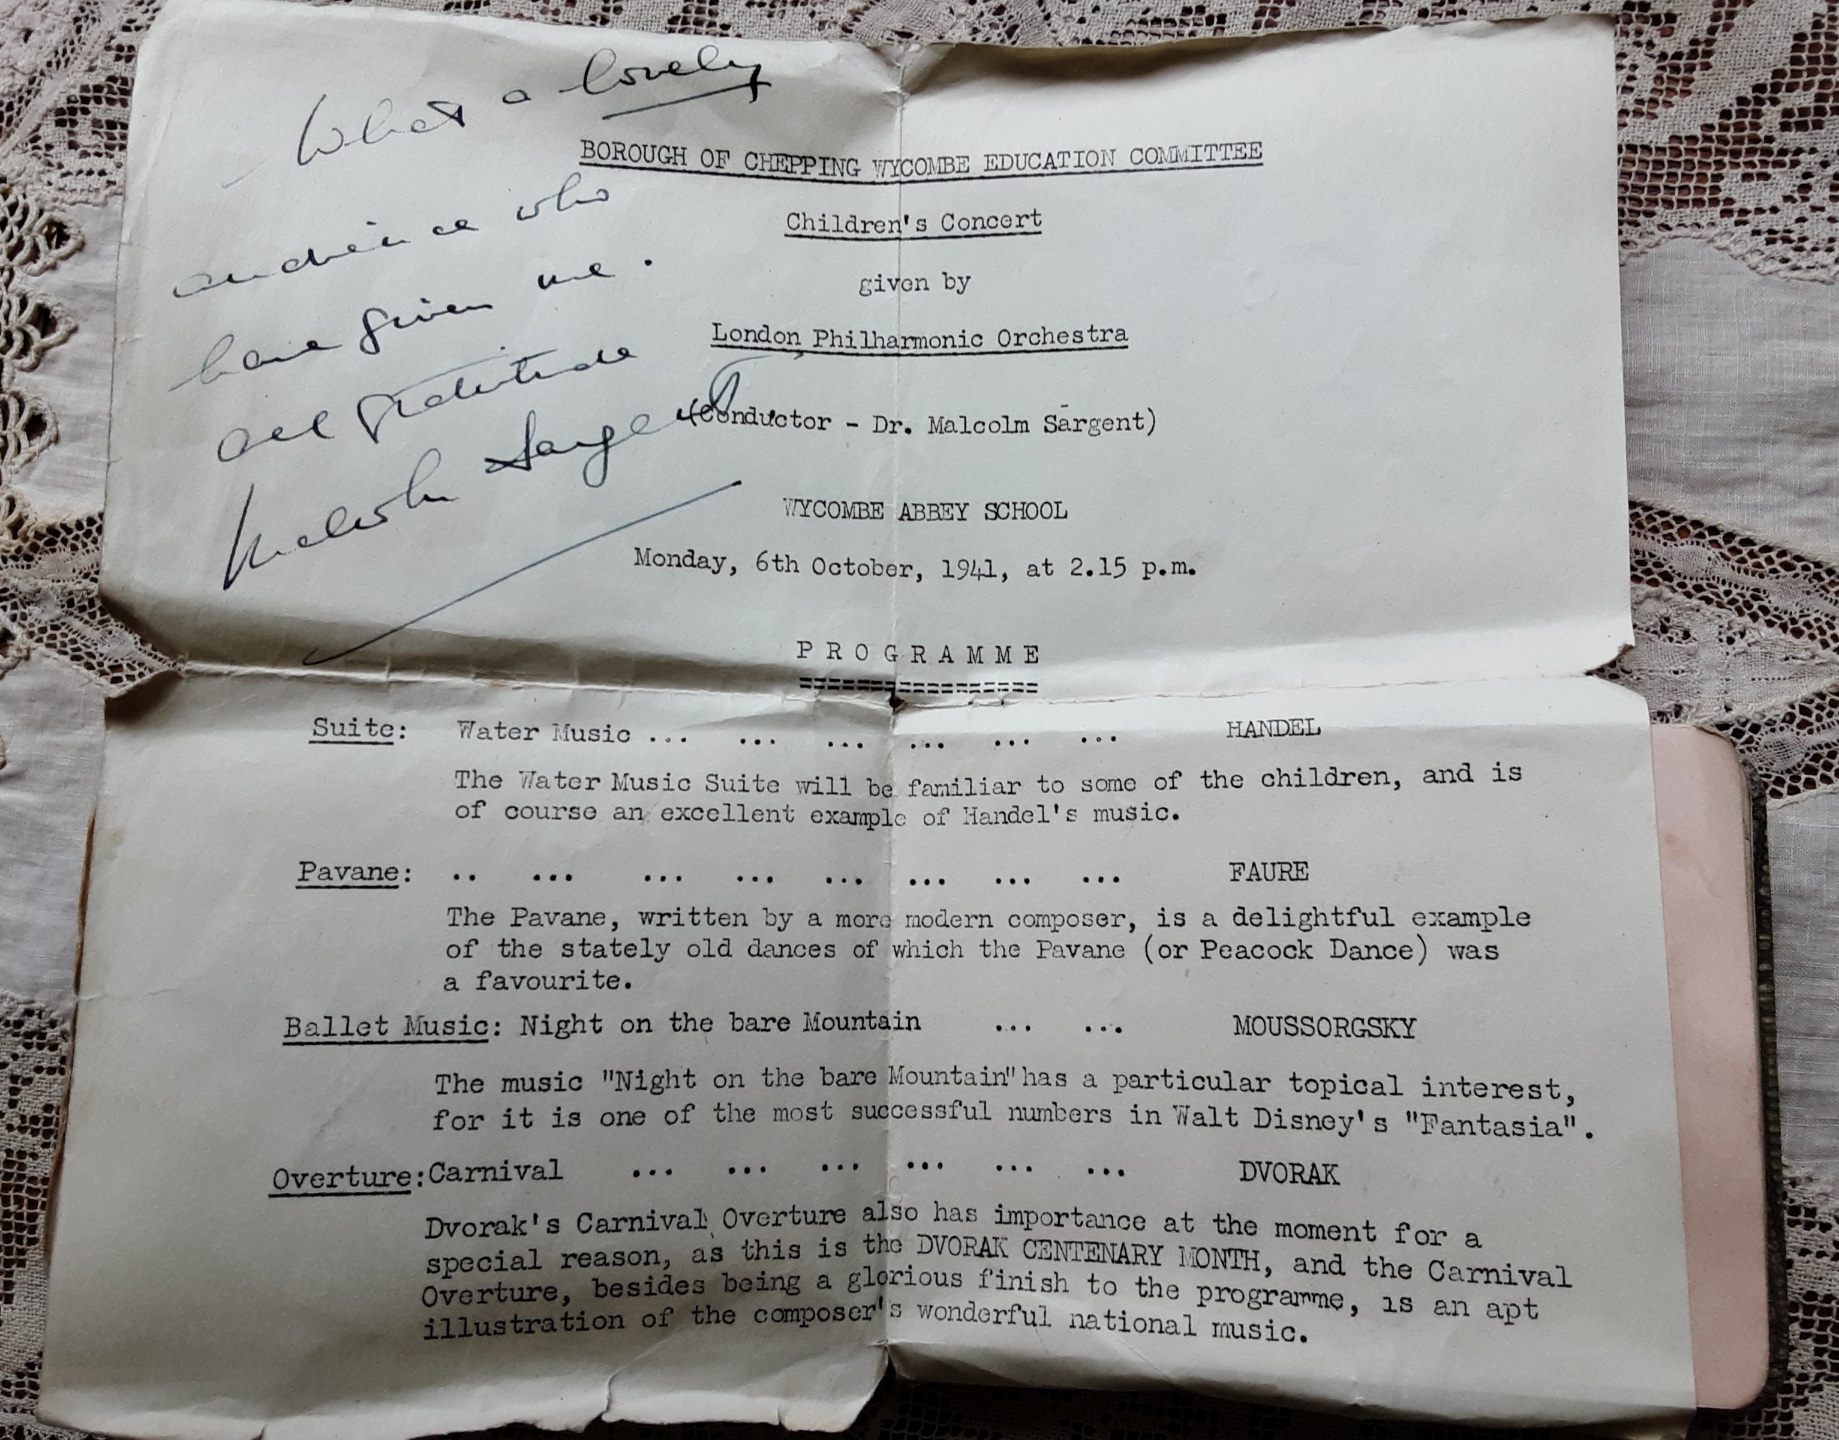 What a lovely
audience who
have given me.
all gratitude
Malcolm Sargent
BOROUGH OF CHEPPING WYCOMBE EDUCATION COMMITTEE
Children's Concert
given by
London Philharmonic Orchestra
(Conductor - Dr. Malcolm Sargent)
WYCOMBE ABBEY SCHOOL
Monday, 6th October, 1941, at 2.15 p.m.
P R O G R A M M E
=================
Suite: Water Music ... ... ... ... ... ... HANDEL
The Water Music Suite will be familiar to some of the children, and is
of course an excellent example of Handel's music.
Pavane: .. ... ... ... ... ... ... ... FAURE
The Pavane, written by a more modern composer, is a delightful example
of the stately old dances of which the Pavane (or Peacock Dance) was
a favourite.
Ballet Music: Night on the bare Mountain ... ... MOUSSORGSKY
The music "Night on the bare Mountain" has a particular topical interest,
for it is one of the most successful numbers in Walt Disney's "Fantasia".
Overture: Carnival ... ... ... ... ... ... DVORAK
Dvorak's Carnival Overture also has importance at the moment for a
special reason, as this is the DVORAK CENTENARY MONTH, and the Carnival
Overture, besides being a glorious finish to the programme, is an apt
illustration of the composer's wonderful national music.